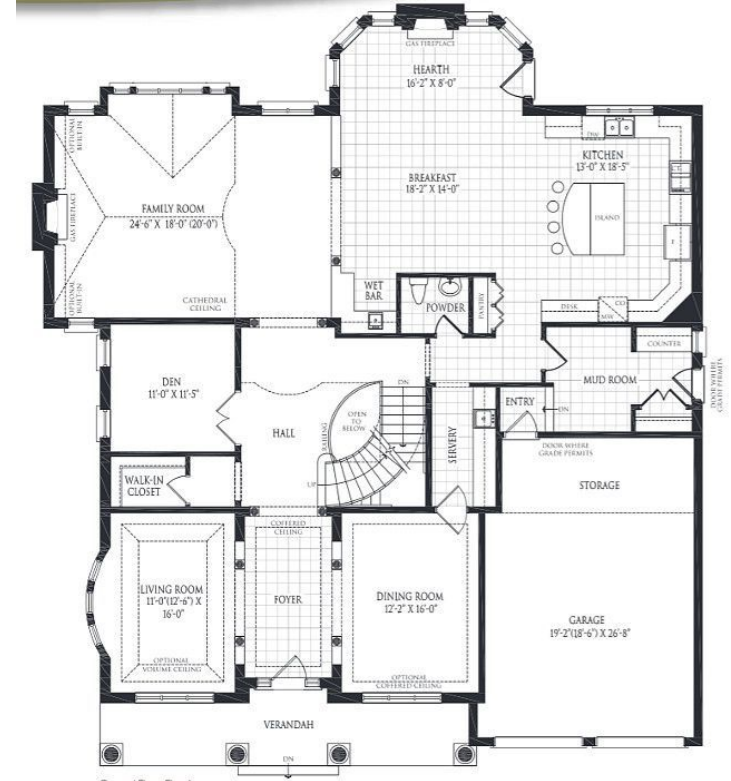 GAS FIREPLACE
HEARTH
16'-2" X 8'-0"
OPTIONAL
BUILT-IN
DW
KITCHEN
13'-0" X 18'-5"
BREAKFAST
18'-2" X 14'-0"
FAMILY ROOM
24'-6" X 18'-0" (20'-0")
GAS FIREPLACE
ISLAND
F
OPTIONAL
BUILT-IN
CATHEDRAL
CEILING
WET
BAR
POWDER
PANTRY
DESK
CO
MW
COUNTER
DEN
11'-0" X 11'-5"
MUD ROOM
DOOR WHERE
GRADE PERMITS
DN
OPEN
TO
BELOW
RAILING
HALL
ENTRY
DN
SERVERY
DOOR WHERE
GRADE PERMITS
WALK-IN
CLOSET
UP
STORAGE
COFFERED
CEILING
LIVING ROOM
11'-0"(12'-6") X
16'-0"
FOYER
DINING ROOM
12'-2" X 16'-0"
GARAGE
19'-2"(18'-6") X 26'-8"
OPTIONAL
VOLUME CEILING
OPTIONAL
COFFERED CEILING
VERANDAH
DN